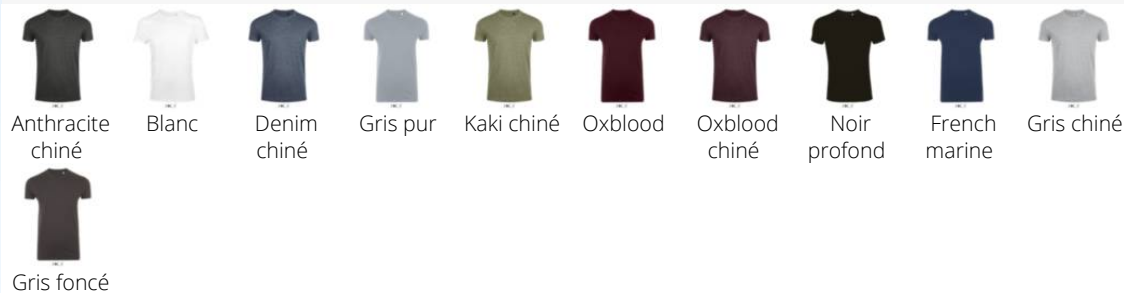 Anthracite chiné
Blanc
Denim chiné
Gris pur
Kaki chiné
Oxblood
Oxblood chiné
Noir profond
French marine
Gris chiné
Gris foncé